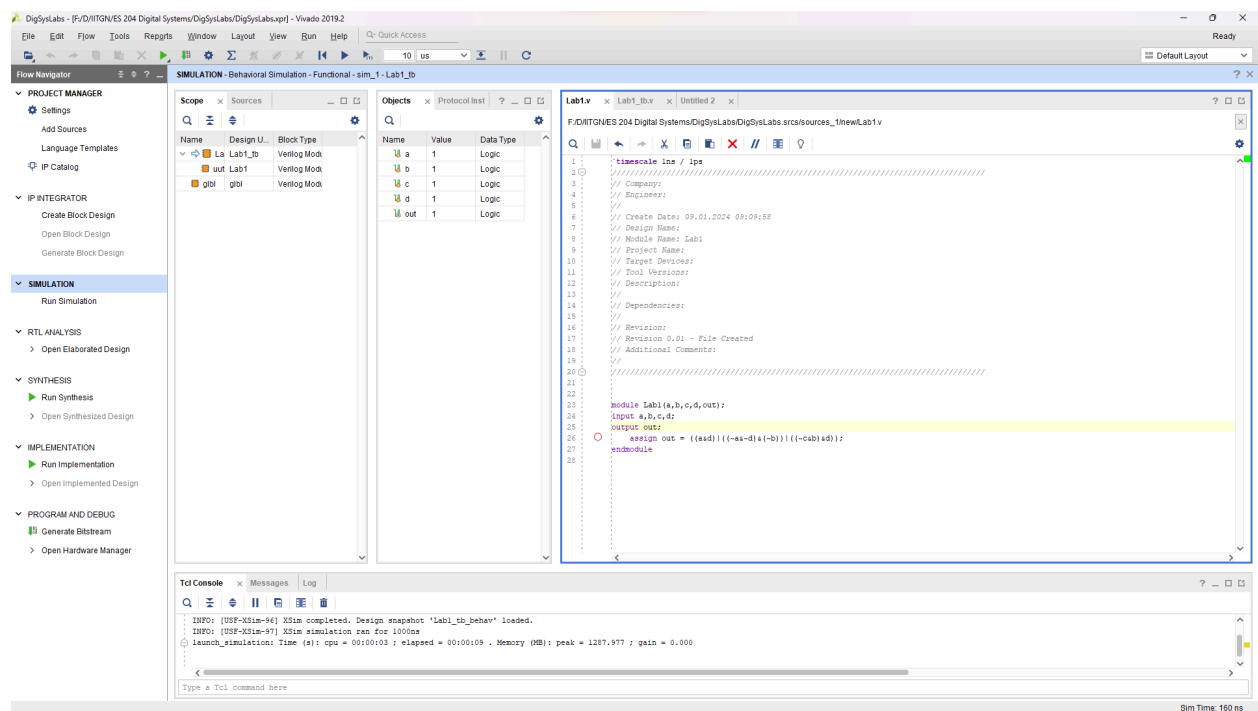 DigSysLabs - [F:/D/IITGN/ES 204 Digital Systems/DigSysLabs/DigSysLabs.xpr] - Vivado 2019.2
File Edit Flow Tools Reports Window Layout View Run Help Q- Quick Access
Ready
10 us
Default Layout
Flow Navigator
PROJECT MANAGER
Settings
Add Sources
Language Templates
IP Catalog
IP INTEGRATOR
Create Block Design
Open Block Design
Generate Block Design
SIMULATION
Run Simulation
RTL ANALYSIS
Open Elaborated Design
SYNTHESIS
Run Synthesis
Open Synthesized Design
IMPLEMENTATION
Run Implementation
Open Implemented Design
PROGRAM AND DEBUG
Generate Bitstream
Open Hardware Manager
SIMULATION - Behavioral Simulation - Functional - sim_1 - Lab1_tb
Scope Sources
Name Design U... Block Type
La Lab1_tb Verilog Modu
uut Lab1 Verilog Modu
glbl glbl Verilog Modu
Objects Protocol Inst
Name Value Data Type
a 1 Logic
b 1 Logic
c 1 Logic
d 1 Logic
out 1 Logic
Lab1.v Lab1_tb.v Untitled 2
F:/D/IITGN/ES 204 Digital Systems/DigSysLabs/DigSysLabs.srcs/sources_1/new/Lab1.v
1 `timescale 1ns / 1ps
2 //////////////////////////////////////////////////////////////////////////////////
3 // Company:
4 // Engineer:
5 //
6 // Create Date: 09.01.2024 09:09:58
7 // Design Name:
8 // Module Name: Lab1
9 // Project Name:
10 // Target Devices:
11 // Tool Versions:
12 // Description:
13 //
14 // Dependencies:
15 //
16 // Revision:
17 // Revision 0.01 - File Created
18 // Additional Comments:
19 //
20 //////////////////////////////////////////////////////////////////////////////////
21
22
23 module Lab1(a,b,c,d,out);
24 input a,b,c,d;
25 output out;
26 assign out = ((a&d)|((~a&~d)&(~b))|((~c&b)&d));
27 endmodule
28
Tcl Console Messages Log
INFO: [USF-XSim-96] XSim completed. Design snapshot 'Lab1_tb_behav' loaded.
INFO: [USF-XSim-97] XSim simulation ran for 1000ns
launch_simulation: Time (s): cpu = 00:00:03 ; elapsed = 00:00:09 . Memory (MB): peak = 1287.977 ; gain = 0.000
Type a Tcl command here
Sim Time: 160 ns